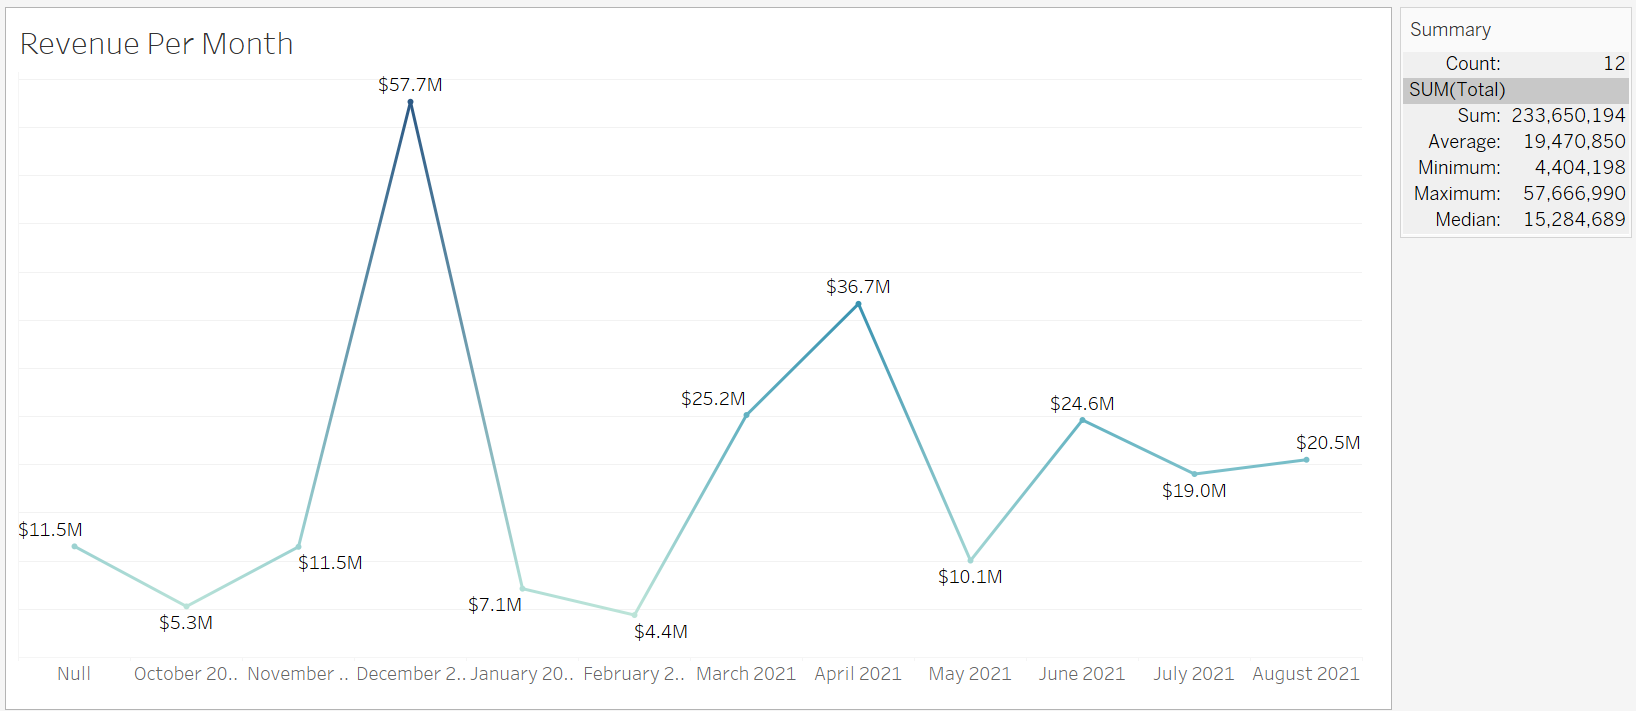 Revenue Per Month
$57.7M
$36.7M
$25.2M
$24.6M
$20.5M
$19.0M
$11.5M
$11.5M
$10.1M
$7.1M
$5.3M
$4.4M
Null October 20.. November .. December 2.. January 20.. February 2.. March 2021 April 2021 May 2021 June 2021 July 2021 August 2021
Summary
Count: 12
SUM(Total)
Sum: 233,650,194
Average: 19,470,850
Minimum: 4,404,198
Maximum: 57,666,990
Median: 15,284,689